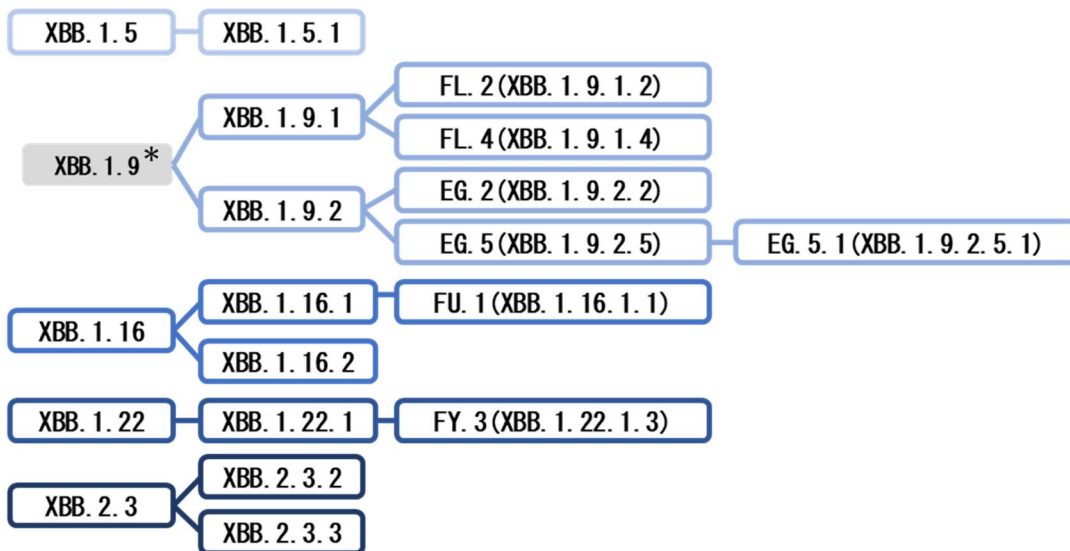 XBB.1.5
XBB.1.5.1
XBB.1.9*
XBB.1.9.1
FL.2(XBB.1.9.1.2)
FL.4(XBB.1.9.1.4)
XBB.1.9.2
EG.2(XBB.1.9.2.2)
EG.5(XBB.1.9.2.5)
EG.5.1(XBB.1.9.2.5.1)
XBB.1.16
XBB.1.16.1
FU.1(XBB.1.16.1.1)
XBB.1.16.2
XBB.1.22
XBB.1.22.1
FY.3(XBB.1.22.1.3)
XBB.2.3
XBB.2.3.2
XBB.2.3.3